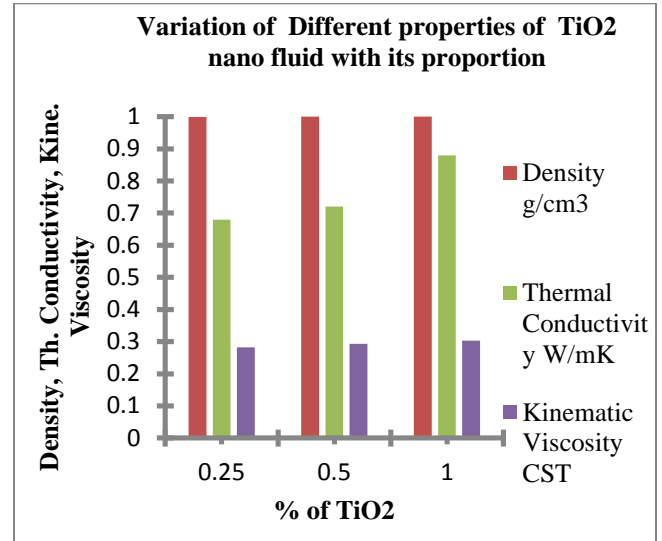 Variation of Different properties of TiO2
nano fluid with its proportion
Density, Th. Conductivity, Kine.
Viscosity
1
0.9
0.8
0.7
0.6
0.5
0.4
0.3
0.2
0.1
0
0.25
0.5
1
% of TiO2
Density
g/cm3
Thermal
Conductivit
y W/mK
Kinematic
Viscosity
CST